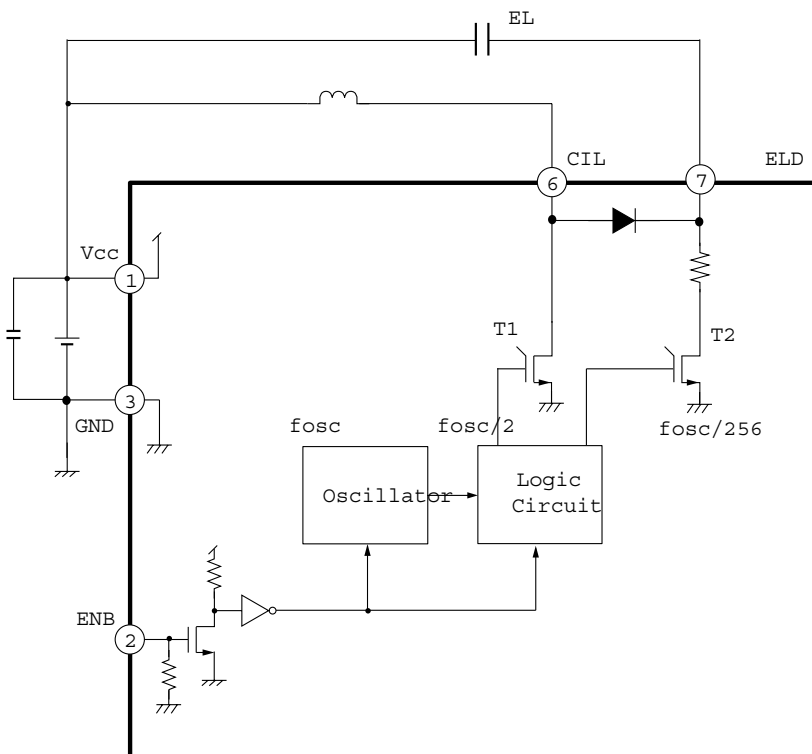 EL
CIL
ELD
6
7
Vcc
1
T1
T2
3
GND
fosc
fosc/2
fosc/256
Oscillator
Logic
Circuit
ENB
2